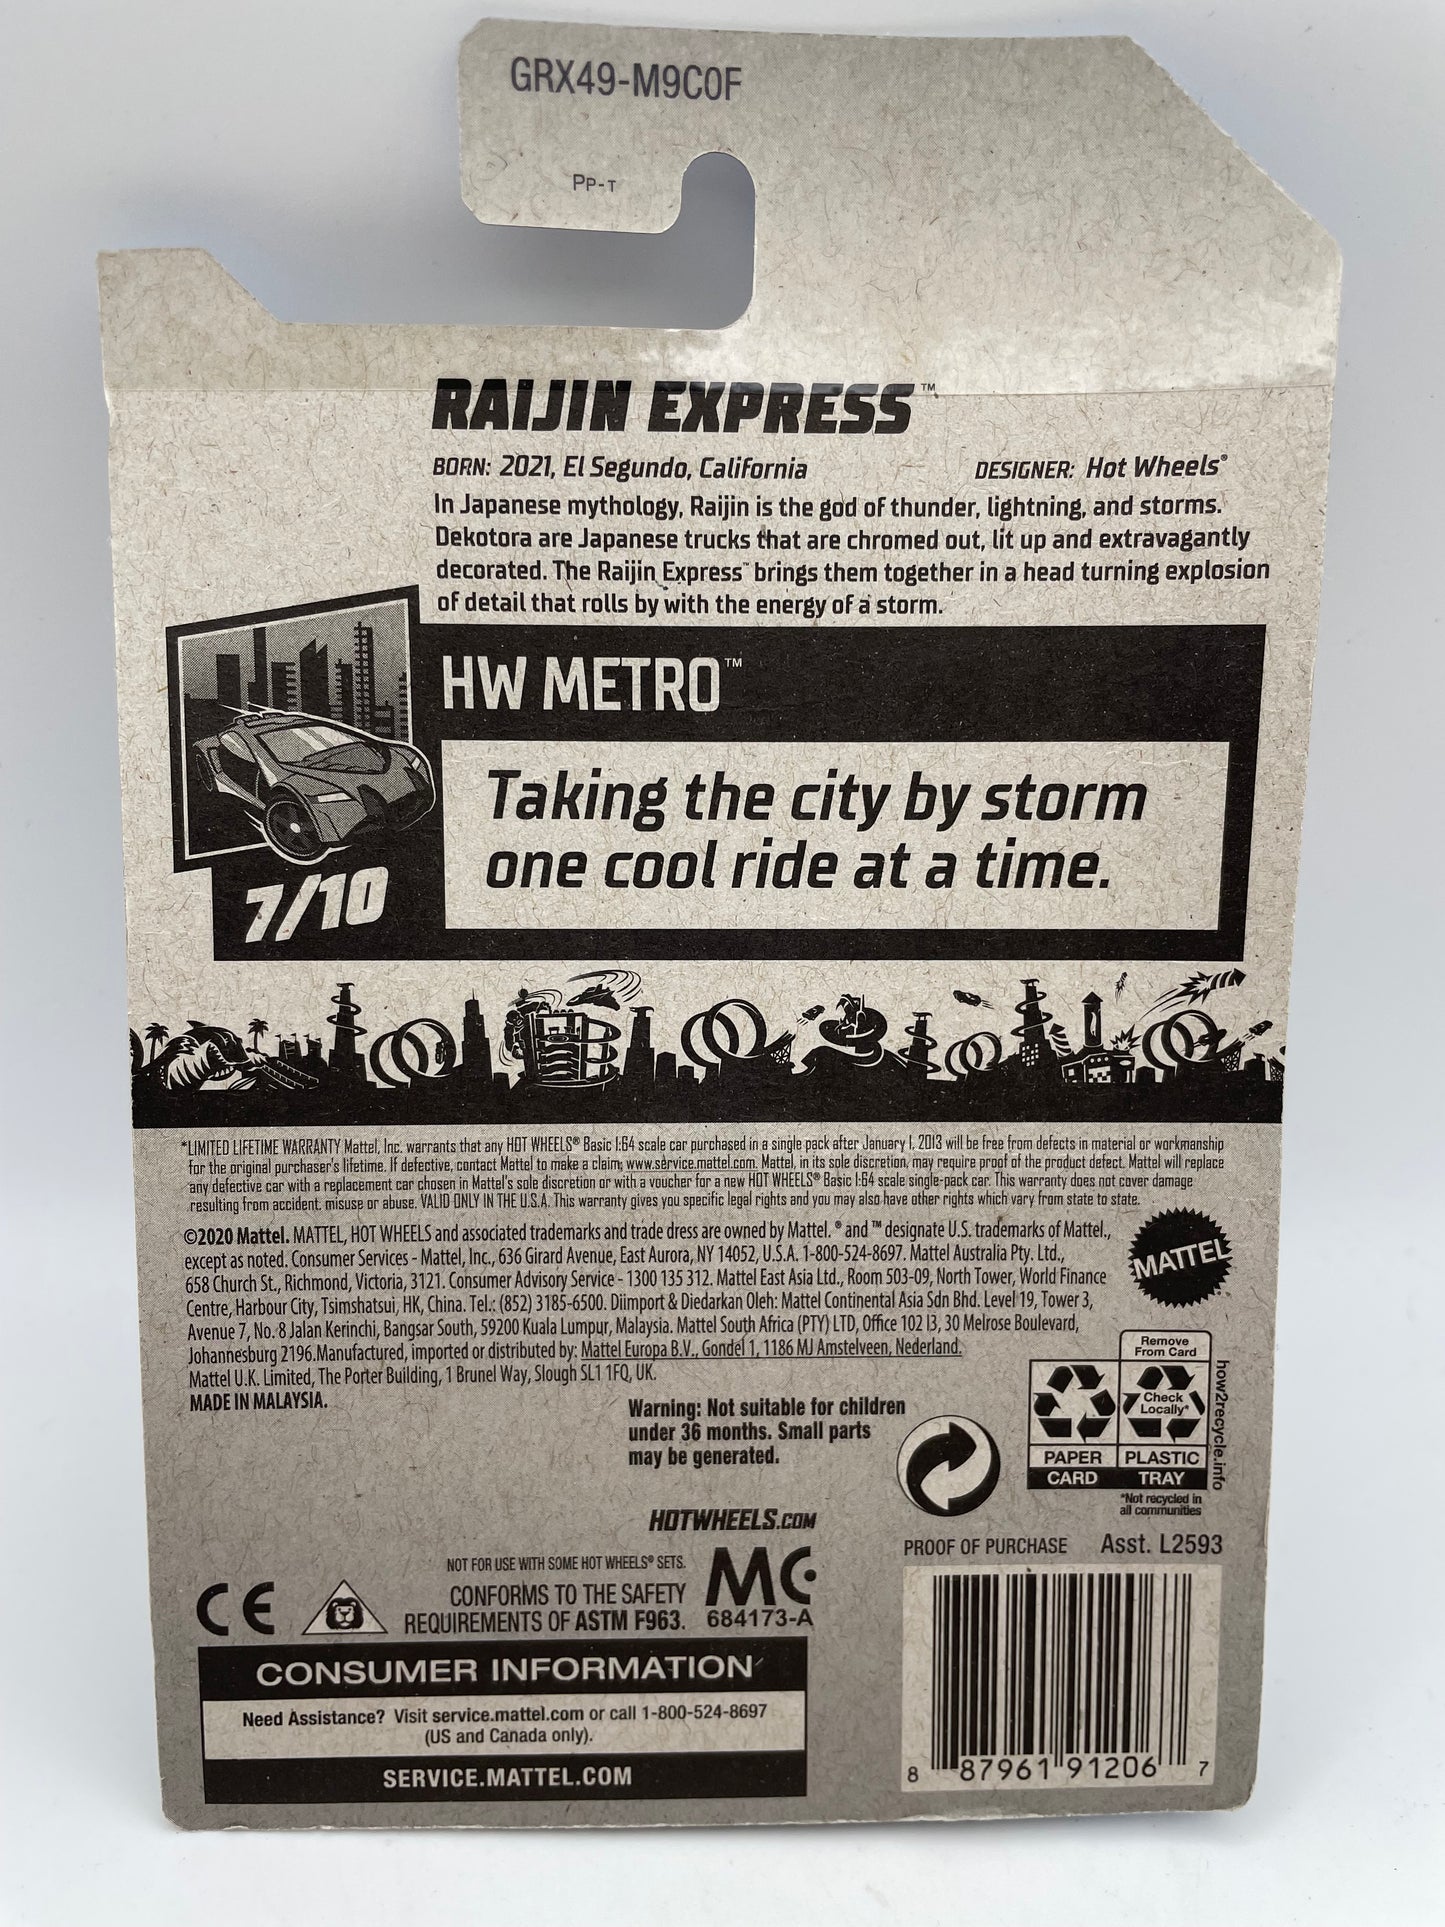 GRX49-M9C0F
PP-T
RAIJIN EXPRESS™
BORN: 2021, El Segundo, California
DESIGNER: Hot Wheels®
In Japanese mythology, Raijin is the god of thunder, lightning, and storms.
Dekotora are Japanese trucks that are chromed out, lit up and extravagantly
decorated. The Raijin Express™ brings them together in a head turning explosion
of detail that rolls by with the energy of a storm.
HW METRO™
Taking the city by storm
one cool ride at a time.
7/10
*LIMITED LIFETIME WARRANTY Mattel, Inc. warrants that any HOT WHEELS® Basic 1:64 scale car purchased in a single pack after January 1, 2013 will be free from defects in material or workmanship
for the original purchaser's lifetime. If defective, contact Mattel to make a claim; www.service.mattel.com. Mattel, in its sole discretion, may require proof of the product defect. Mattel will replace
any defective car with a replacement car chosen in Mattel's sole discretion or with a voucher for a new HOT WHEELS® Basic 1:64 scale single-pack car. This warranty does not cover damage
resulting from accident, misuse or abuse. VALID ONLY IN THE U.S.A. This warranty gives you specific legal rights and you may also have other rights which vary from state to state.
©2020 Mattel. MATTEL, HOT WHEELS and associated trademarks and trade dress are owned by Mattel. ® and ™ designate U.S. trademarks of Mattel.,
except as noted. Consumer Services - Mattel, Inc., 636 Girard Avenue, East Aurora, NY 14052, U.S.A. 1-800-524-8697. Mattel Australia Pty. Ltd.,
658 Church St., Richmond, Victoria, 3121. Consumer Advisory Service - 1300 135 312. Mattel East Asia Ltd., Room 503-09, North Tower, World Finance
Centre, Harbour City, Tsimshatsui, HK, China. Tel.: (852) 3185-6500. Diimport & Diedarkan Oleh: Mattel Continental Asia Sdn Bhd. Level 19, Tower 3,
Avenue 7, No. 8 Jalan Kerinchi, Bangsar South, 59200 Kuala Lumpur, Malaysia. Mattel South Africa (PTY) LTD, Office 102 I3, 30 Melrose Boulevard,
Johannesburg 2196.Manufactured, imported or distributed by: Mattel Europa B.V., Gondel 1, 1186 MJ Amstelveen, Nederland.
Mattel U.K. Limited, The Porter Building, 1 Brunel Way, Slough SL1 1FQ, UK.
MADE IN MALAYSIA.
MATTEL
Remove
From Card
Check
Locally*
PAPER
PLASTIC
CARD
TRAY
how2recycle.info
*Not recycled in
all communities
Warning: Not suitable for children
under 36 months. Small parts
may be generated.
HOTWHEELS.COM
PROOF OF PURCHASE
Asst. L2593
NOT FOR USE WITH SOME HOT WHEELS® SETS.
CONFORMS TO THE SAFETY
REQUIREMENTS OF ASTM F963.
CE
MC
684173-A
CONSUMER INFORMATION
Need Assistance? Visit service.mattel.com or call 1-800-524-8697
(US and Canada only).
SERVICE.MATTEL.COM
8 87961 91206 7